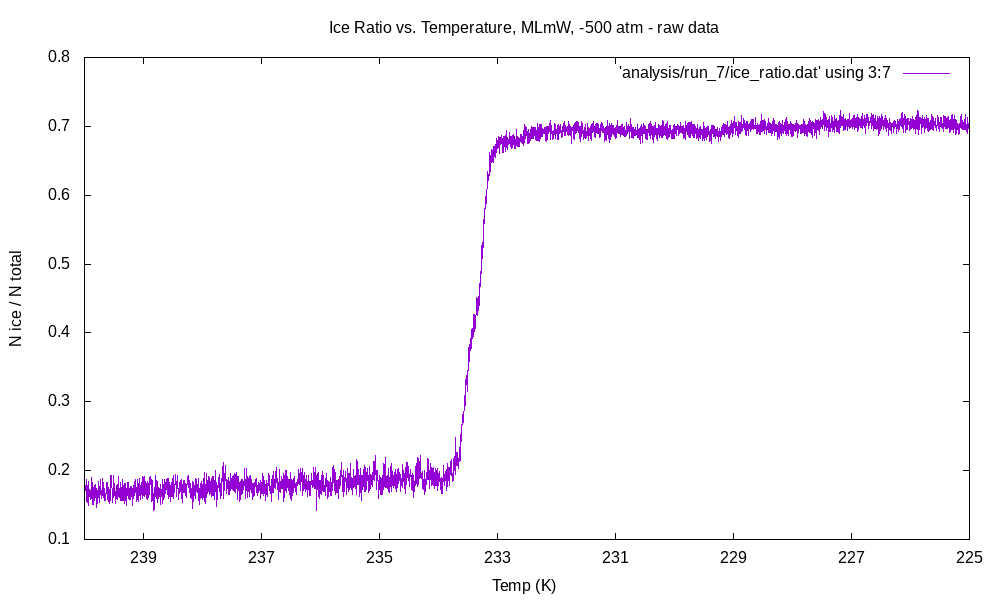 Ice Ratio vs. Temperature, MLmW, -500 atm - raw data
'analysis/run_7/ice_ratio.dat' using 3:7
N ice / N total
0.8
0.7
0.6
0.5
0.4
0.3
0.2
0.1
239 237 235 233 231 229 227 225
Temp (K)